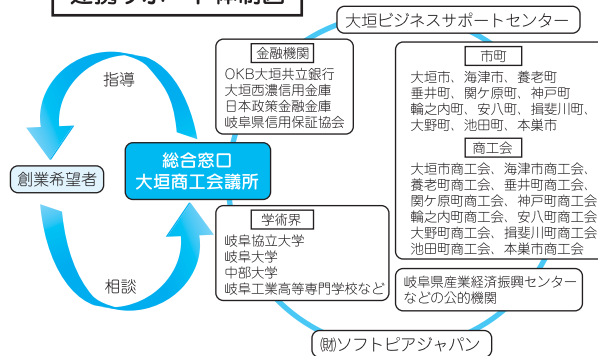 連携サポート体制図
大垣ビジネスサポートセンター
金融機関
OKB大垣共立銀行
大垣西濃信用金庫
日本政策金融金庫
岐阜県信用保証協会
市町
大垣市、海津市、養老町
垂井町、関ケ原町、神戸町
輪之内町、安八町、揖斐川町、
大野町、池田町、本巣市
商工会
大垣市商工会、海津市商工会、
養老町商工会、垂井町商工会、
関ケ原町商工会、神戸町商工会
輪之内町商工会、安八町商工会
大野町商工会、揖斐川町商工会
池田町商工会、本巣市商工会
指導
創業希望者
総合窓口
大垣商工会議所
相談
学術界
岐阜協立大学
岐阜大学
中部大学
岐阜工業高等専門学校など
岐阜県産業経済振興センター
などの公的機関
㈶ソフトピアジャパン